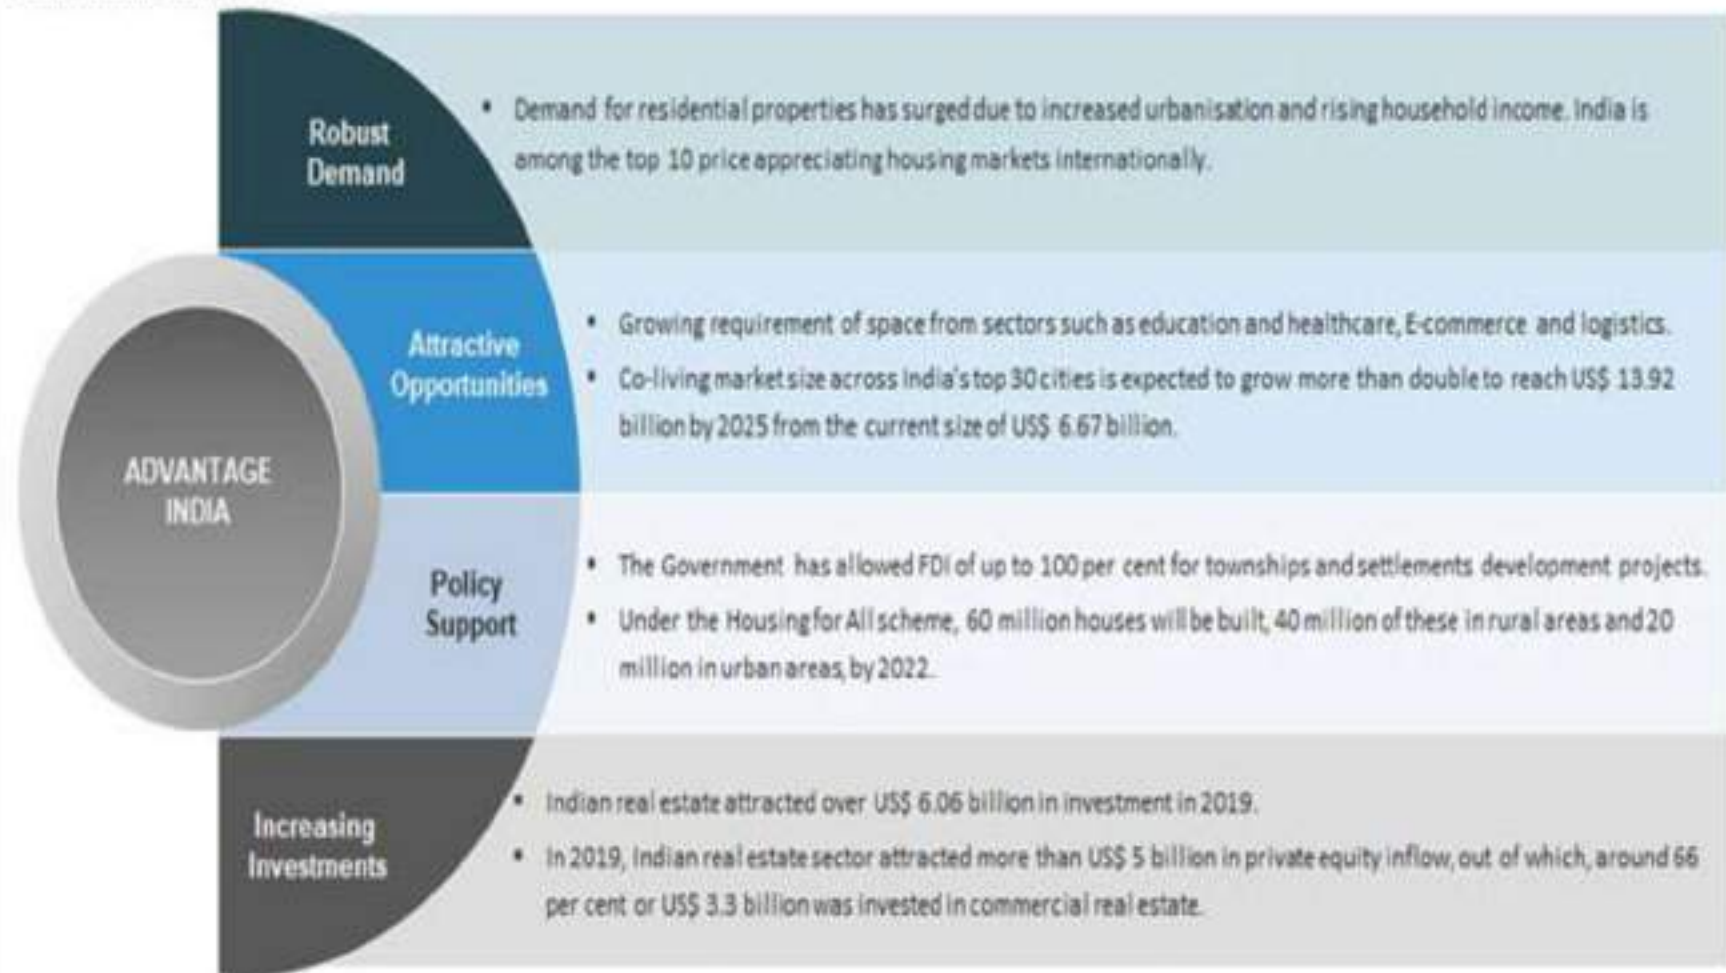 ADVANTAGE
INDIA
Robust
Demand
• Demand for residential properties has surged due to increased urbanisation and rising household income. India is
among the top 10 price appreciating housing markets internationally.
Attractive
Opportunities
• Growing requirement of space from sectors such as education and healthcare, E-commerce and logistics.
• Co-living market size across India's top 30 cities is expected to grow more than double to reach US$ 13.92
billion by 2025 from the current size of US$ 6.67 billion.
Policy
Support
• The Government has allowed FDI of up to 100 per cent for townships and settlements development projects.
• Under the Housing for All scheme, 60 million houses will be built, 40 million of these in rural areas and 20
million in urban areas, by 2022.
Increasing
Investments
• Indian real estate attracted over US$ 6.06 billion in investment in 2019.
• In 2019, Indian real estate sector attracted more than US$ 5 billion in private equity inflow, out of which, around 66
per cent or US$ 3.3 billion was invested in commercial real estate.